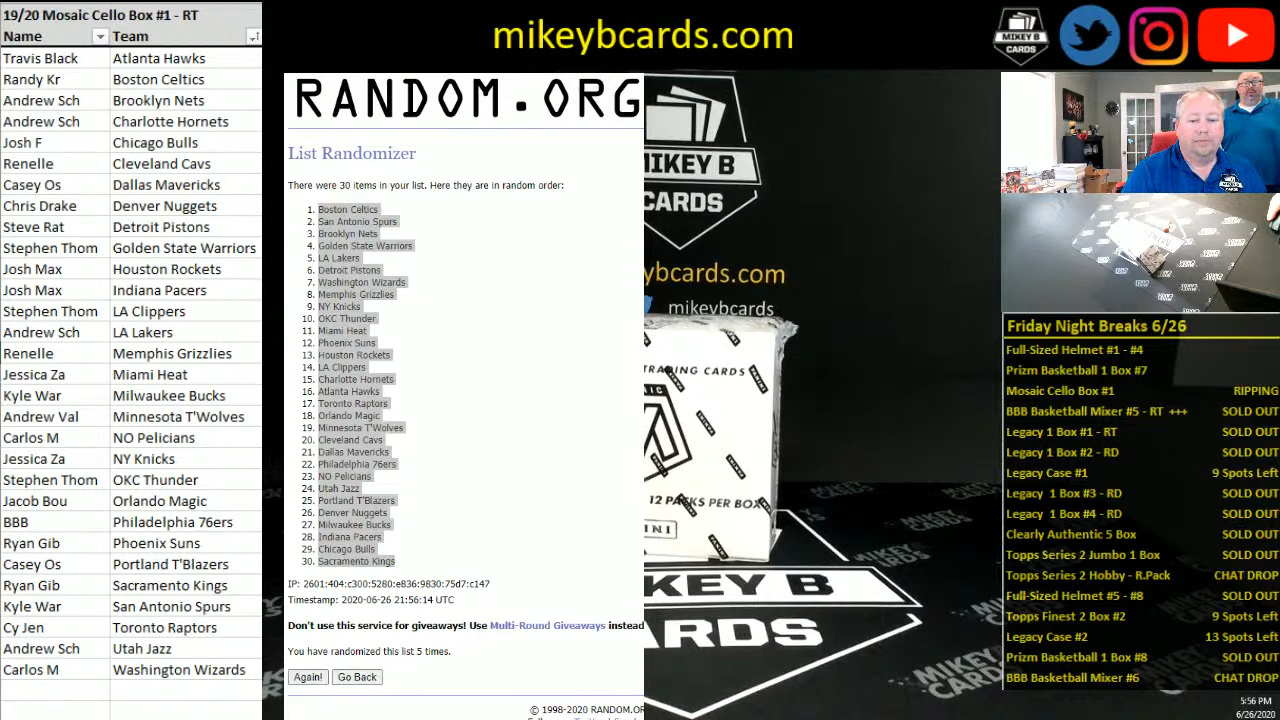 19/20 Mosaic Cello Box #1 - RT
Name Team
Travis Black Atlanta Hawks
Randy Kr Boston Celtics
Andrew Sch Brooklyn Nets
Andrew Sch Charlotte Hornets
Josh F Chicago Bulls
Renelle Cleveland Cavs
Casey Os Dallas Mavericks
Chris Drake Denver Nuggets
Steve Rat Detroit Pistons
Stephen Thom Golden State Warriors
Josh Max Houston Rockets
Josh Max Indiana Pacers
Stephen Thom LA Clippers
Andrew Sch LA Lakers
Renelle Memphis Grizzlies
Jessica Za Miami Heat
Kyle War Milwaukee Bucks
Andrew Val Minnesota T'Wolves
Carlos M NO Pelicians
Jessica Za NY Knicks
Stephen Thom OKC Thunder
Jacob Bou Orlando Magic
BBB Philadelphia 76ers
Ryan Gib Phoenix Suns
Casey Os Portland T'Blazers
Ryan Gib Sacramento Kings
Kyle War San Antonio Spurs
Cy Jen Toronto Raptors
Andrew Sch Utah Jazz
Carlos M Washington Wizards
mikeybcards.com
MIKEY B
CARDS
RANDOM.ORG
List Randomizer
There were 30 items in your list. Here they are in random order:
1. Boston Celtics
2. San Antonio Spurs
3. Brooklyn Nets
4. Golden State Warriors
5. LA Lakers
6. Detroit Pistons
7. Washington Wizards
8. Memphis Grizzlies
9. NY Knicks
10. OKC Thunder
11. Miami Heat
12. Phoenix Suns
13. Houston Rockets
14. LA Clippers
15. Charlotte Hornets
16. Atlanta Hawks
17. Toronto Raptors
18. Orlando Magic
19. Minnesota T'Wolves
20. Cleveland Cavs
21. Dallas Mavericks
22. Philadelphia 76ers
23. NO Pelicians
24. Utah Jazz
25. Portland T'Blazers
26. Denver Nuggets
27. Milwaukee Bucks
28. Indiana Pacers
29. Chicago Bulls
30. Sacramento Kings
IP: 2601:404:c300:5280:e836:9830:75d7:c147
Timestamp: 2020-06-26 21:56:14 UTC
Don't use this service for giveaways! Use Multi-Round Giveaways instead
You have randomized this list 5 times.
Again! Go Back
© 1998-2020 RANDOM.OR
MIKEY B
CARDS
ybcards.com
mikeybcards
TRADING CARDS
12 PACKS PER BOX
NINI
KEY B
ARDS
Friday Night Breaks 6/26
Full-Sized Helmet #1 - #4
Prizm Basketball 1 Box #7
Mosaic Cello Box #1 RIPPING
BBB Basketball Mixer #5 - RT +++ SOLD OUT
Legacy 1 Box #1 - RT SOLD OUT
Legacy 1 Box #2 - RD SOLD OUT
Legacy Case #1 9 Spots Left
Legacy 1 Box #3 - RD SOLD OUT
Legacy 1 Box #4 - RD SOLD OUT
Clearly Authentic 5 Box SOLD OUT
Topps Series 2 Jumbo 1 Box SOLD OUT
Topps Series 2 Hobby - R.Pack CHAT DROP
Full-Sized Helmet #5 - #8 SOLD OUT
Topps Finest 2 Box #2 9 Spots Left
Legacy Case #2 13 Spots Left
Prizm Basketball 1 Box #8 SOLD OUT
BBB Basketball Mixer #6 CHAT DROP
5:56 PM
6/26/2020